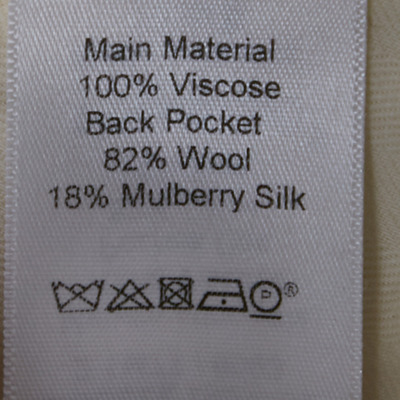 Main Material
100% Viscose
Back Pocket
82% Wool
18% Mulberry Silk
P ®